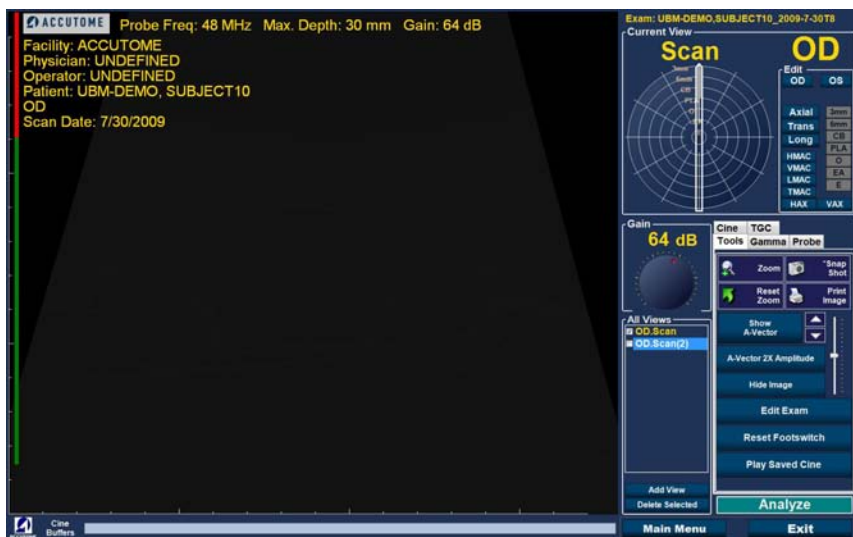 ACCUTOME
Probe Freq: 48 MHz Max. Depth: 30 mm Gain: 64 dB
Facility: ACCUTOME
Physician: UNDEFINED
Operator: UNDEFINED
Patient: UBM-DEMO, SUBJECT10
OD
Scan Date: 7/30/2009
Exam: UBM-DEMO,SUBJECT10_2009-7-30T8
Current View
Scan OD
6mm
CB
Edit
OD OS
Axial 3mm
Trans 6mm
Long CB
PLA
HMAC O
VMAC
LMAC EA
TMAC E
HAX VAX
Gain
64 dB
Cine TGC
Tools Gamma Probe
Zoom
Snap Shot
Reset Zoom
Print Image
All Views
OD.Scan
OD.Scan(2)
Show A-Vector
A-Vector 2X Amplitude
Hide Image
Edit Exam
Reset Footswitch
Play Saved Cine
Add View
Delete Selected
Analyze
Cine Buffers
Main Menu
Exit